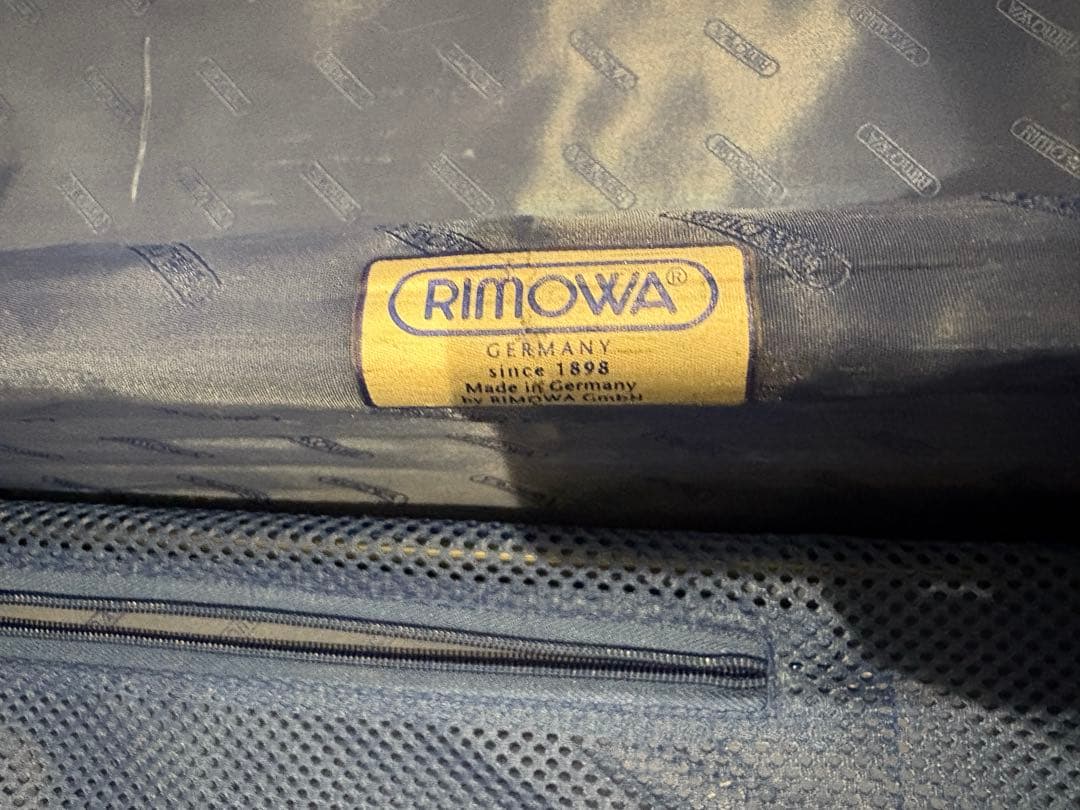 RIMOWA®
GERMANY
since 1898
Made in Germany
by RIMOWA GmbH